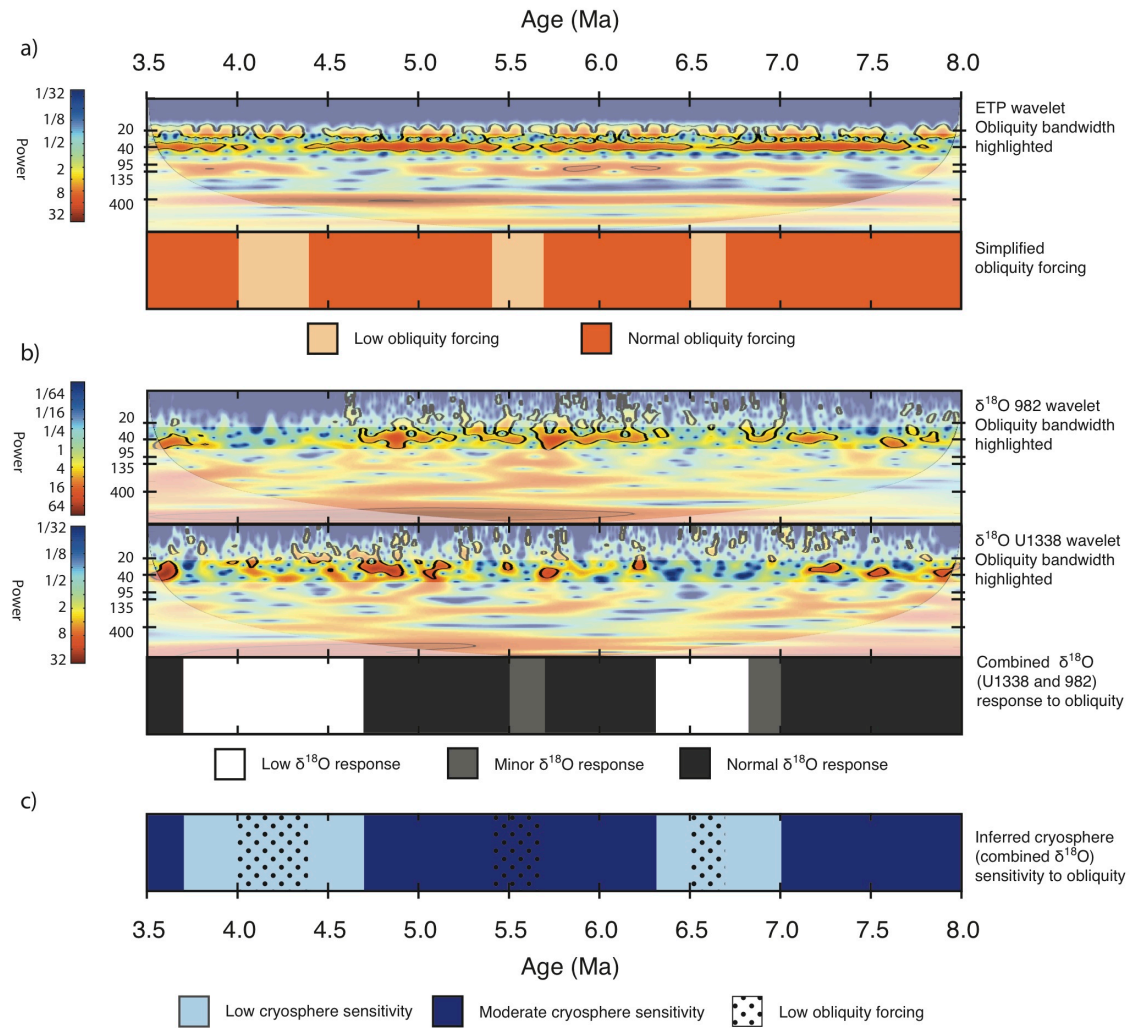 Age (Ma)
a)
3.5 4.0 4.5 5.0 5.5 6.0 6.5 7.0 7.5 8.0
Power
1/32
1/8
1/2
2
8
32
20
40
95
135
400
ETP wavelet
Obliquity bandwidth
highlighted
Simplified
obliquity forcing
Low obliquity forcing
Normal obliquity forcing
b)
Power
1/64
1/16
1/4
1
4
16
64
20
40
95
135
400
δ18O 982 wavelet
Obliquity bandwidth
highlighted
Power
1/32
1/8
1/2
2
8
32
20
40
95
135
400
δ18O U1338 wavelet
Obliquity bandwidth
highlighted
Combined δ18O
(U1338 and 982)
response to obliquity
Low δ18O response
Minor δ18O response
Normal δ18O response
c)
Inferred cryosphere
(combined δ18O)
sensitivity to obliquity
3.5 4.0 4.5 5.0 5.5 6.0 6.5 7.0 7.5 8.0
Age (Ma)
Low cryosphere sensitivity
Moderate cryosphere sensitivity
Low obliquity forcing